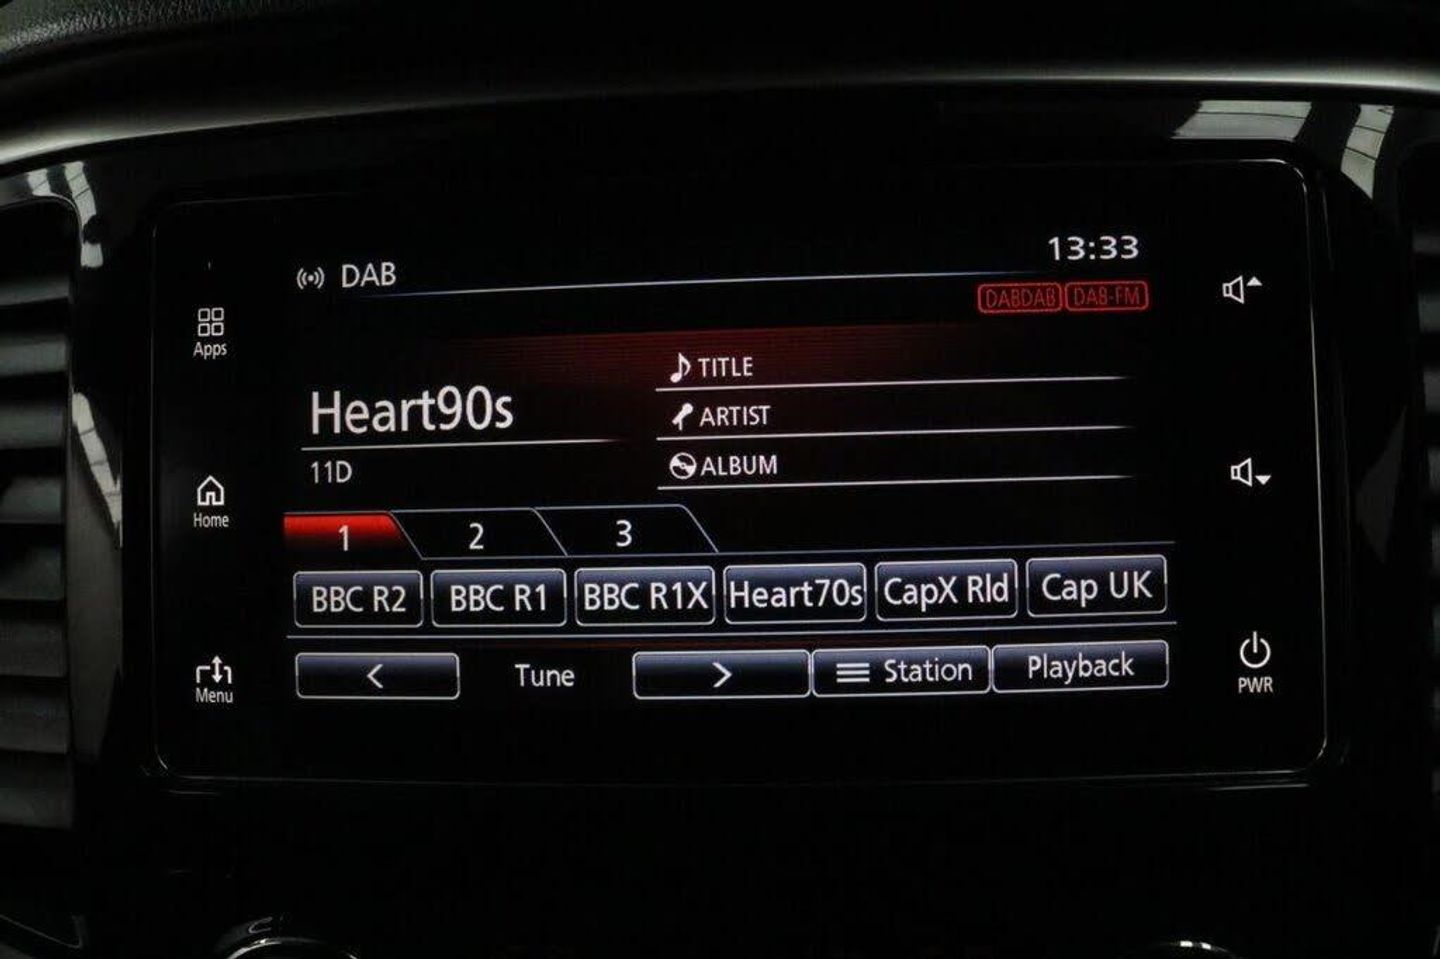 DAB
13:33
DABDAB DAB-FM
Apps
TITLE
Heart90s
ARTIST
11D
ALBUM
Home
1 2 3
BBC R2 BBC R1 BBC R1X Heart70s CapX Rld Cap UK
< Tune > Station Playback
Menu
PWR